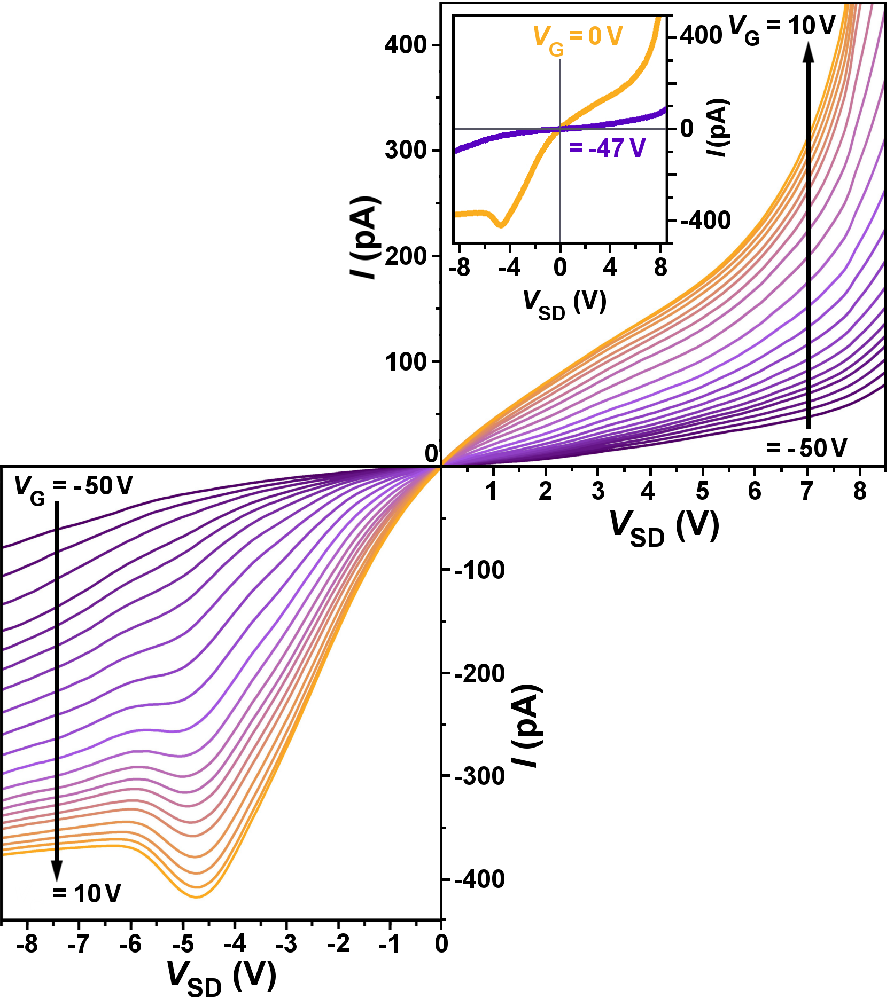 400
300
200
100
0
I (pA)
V_G = 0 V
= -47 V
400
0
-400
I (pA)
-8 -4 0 4 8
V_SD (V)
V_G = 10 V
= -50 V
1 2 3 4 5 6 7 8
V_SD (V)
V_G = -50 V
= 10 V
-100
-200
-300
-400
I (pA)
-8 -7 -6 -5 -4 -3 -2 -1 0
V_SD (V)